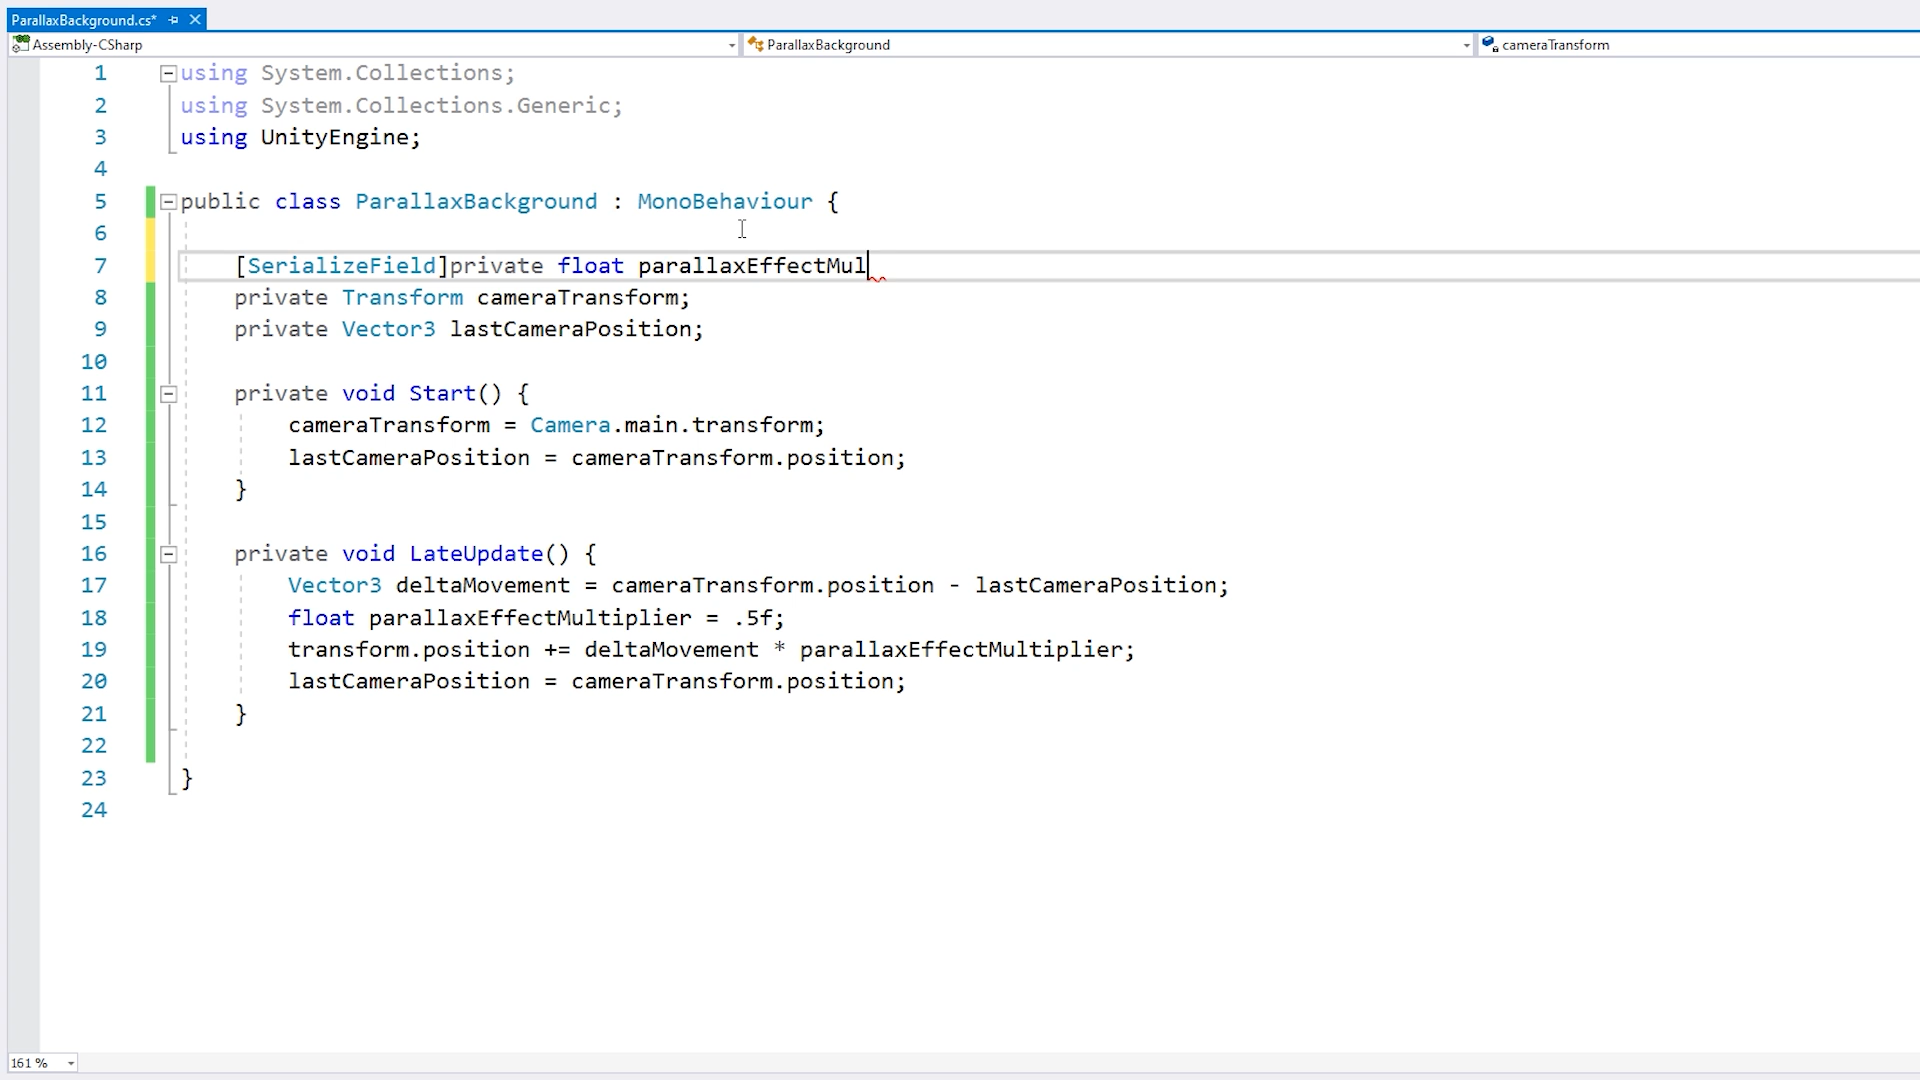 ParallaxBackground.cs*
Assembly-CSharp ParallaxBackground cameraTransform
1 using System.Collections;
2 using System.Collections.Generic;
3 using UnityEngine;
4
5 public class ParallaxBackground : MonoBehaviour {
6
7 [SerializeField]private float parallaxEffectMul
8 private Transform cameraTransform;
9 private Vector3 lastCameraPosition;
10
11 private void Start() {
12 cameraTransform = Camera.main.transform;
13 lastCameraPosition = cameraTransform.position;
14 }
15
16 private void LateUpdate() {
17 Vector3 deltaMovement = cameraTransform.position - lastCameraPosition;
18 float parallaxEffectMultiplier = .5f;
19 transform.position += deltaMovement * parallaxEffectMultiplier;
20 lastCameraPosition = cameraTransform.position;
21 }
22
23 }
24
161 %